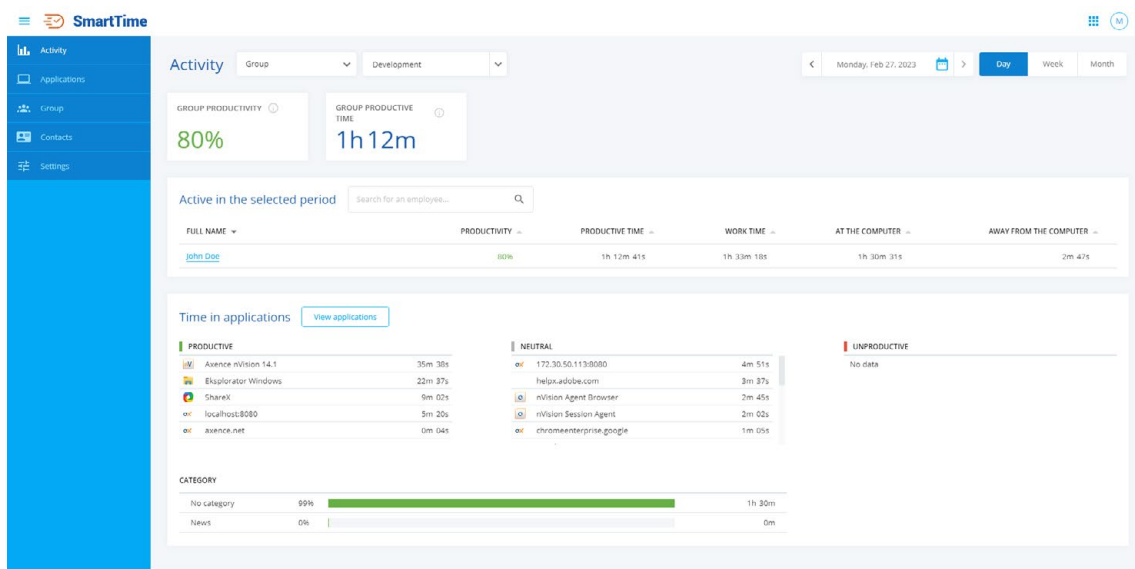 SmartTime
M
Activity
Applications
Group
Contacts
Settings
Activity
Group
Development
Monday, Feb 27, 2023
Day
Week
Month
GROUP PRODUCTIVITY
80%
GROUP PRODUCTIVE
TIME
1h 12m
Active in the selected period
Search for an employee...
FULL NAME PRODUCTIVITY PRODUCTIVE TIME WORK TIME AT THE COMPUTER AWAY FROM THE COMPUTER
John Doe 80% 1h 12m 41s 1h 33m 18s 1h 30m 31s 2m 47s
Time in applications
View applications
PRODUCTIVE
Axence nVision 14.1 35m 38s
Eksplorator Windows 22m 37s
ShareX 9m 02s
localhost:8080 5m 20s
axence.net 0m 04s
NEUTRAL
172.30.50.113:8080 4m 51s
helpx.adobe.com 3m 37s
nVision Agent Browser 2m 45s
nVision Session Agent 2m 02s
chromeenterprise.google 1m 05s
UNPRODUCTIVE
No data
CATEGORY
No category 99% 1h 30m
News 0% 0m